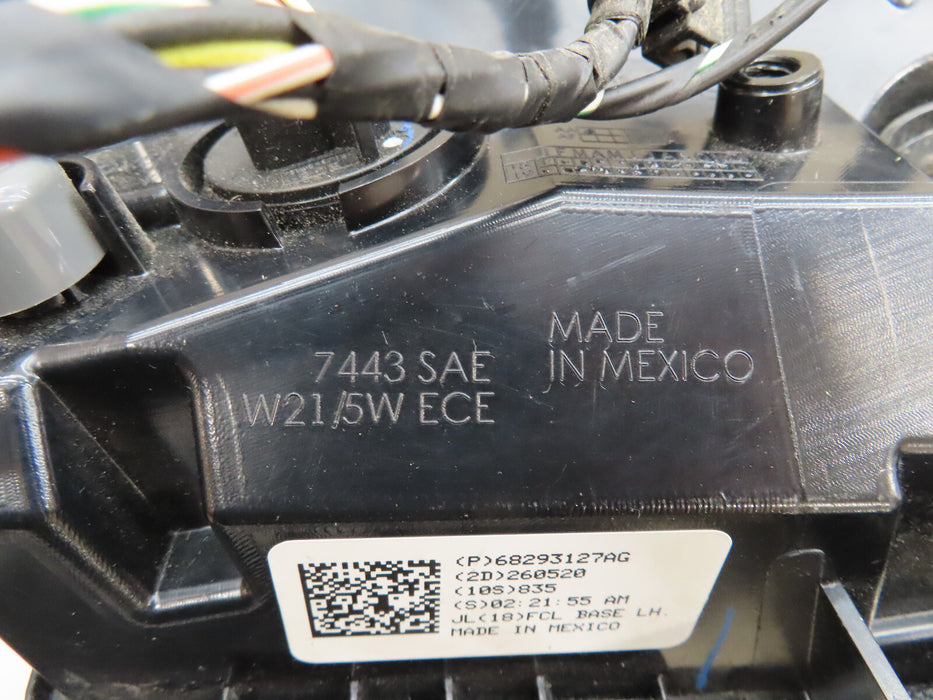 7443 SAE
W21/5W ECE
MADE
IN MEXICO
(P)68293127AG
(2D)260520
(10S)835
(S)02:21:55 AM
JL(18)FCL BASE LH.
MADE IN MEXICO